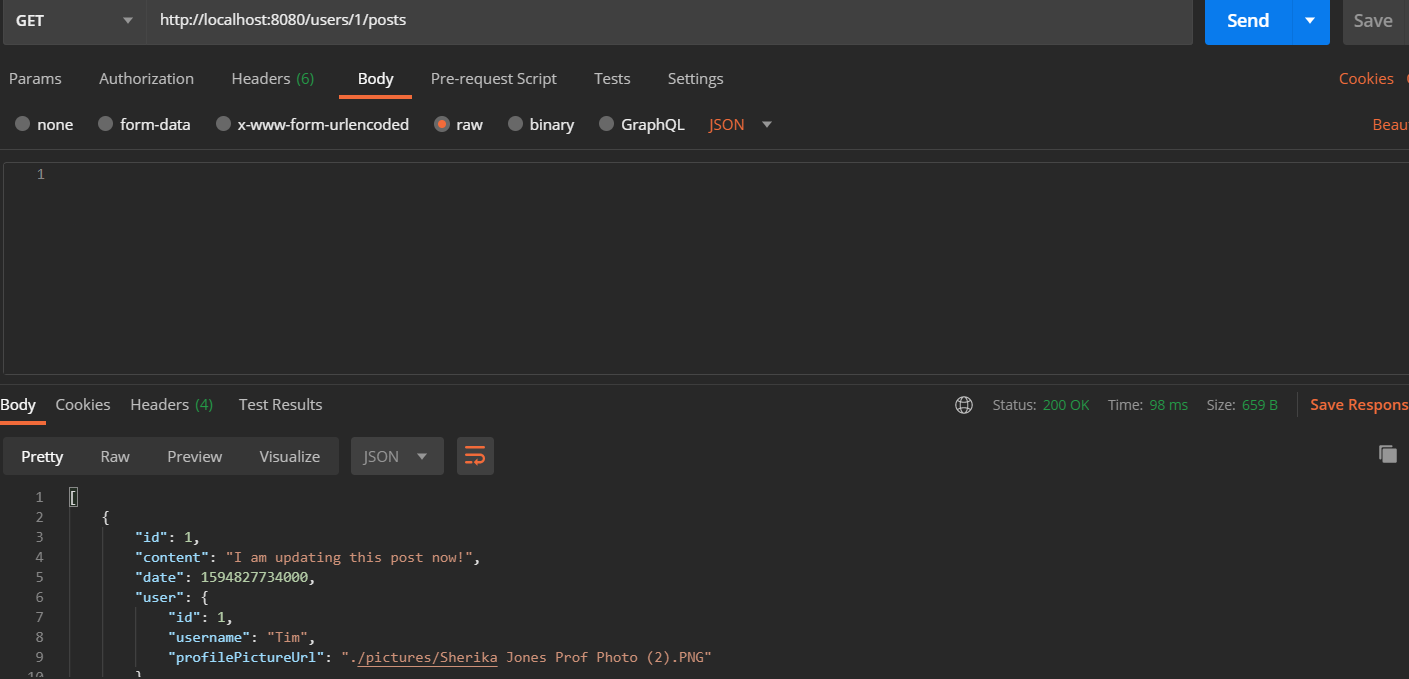 GET http://localhost:8080/users/1/posts Send Save
Params Authorization Headers (6) Body Pre-request Script Tests Settings Cookies
none form-data x-www-form-urlencoded raw binary GraphQL JSON Beau
1
Body Cookies Headers (4) Test Results Status: 200 OK Time: 98 ms Size: 659 B Save Respons
Pretty Raw Preview Visualize JSON
1 [
2 {
3 "id": 1,
4 "content": "I am updating this post now!",
5 "date": 1594827734000,
6 "user": {
7 "id": 1,
8 "username": "Tim",
9 "profilePictureUrl": "./pictures/Sherika Jones Prof Photo (2).PNG"
10 }